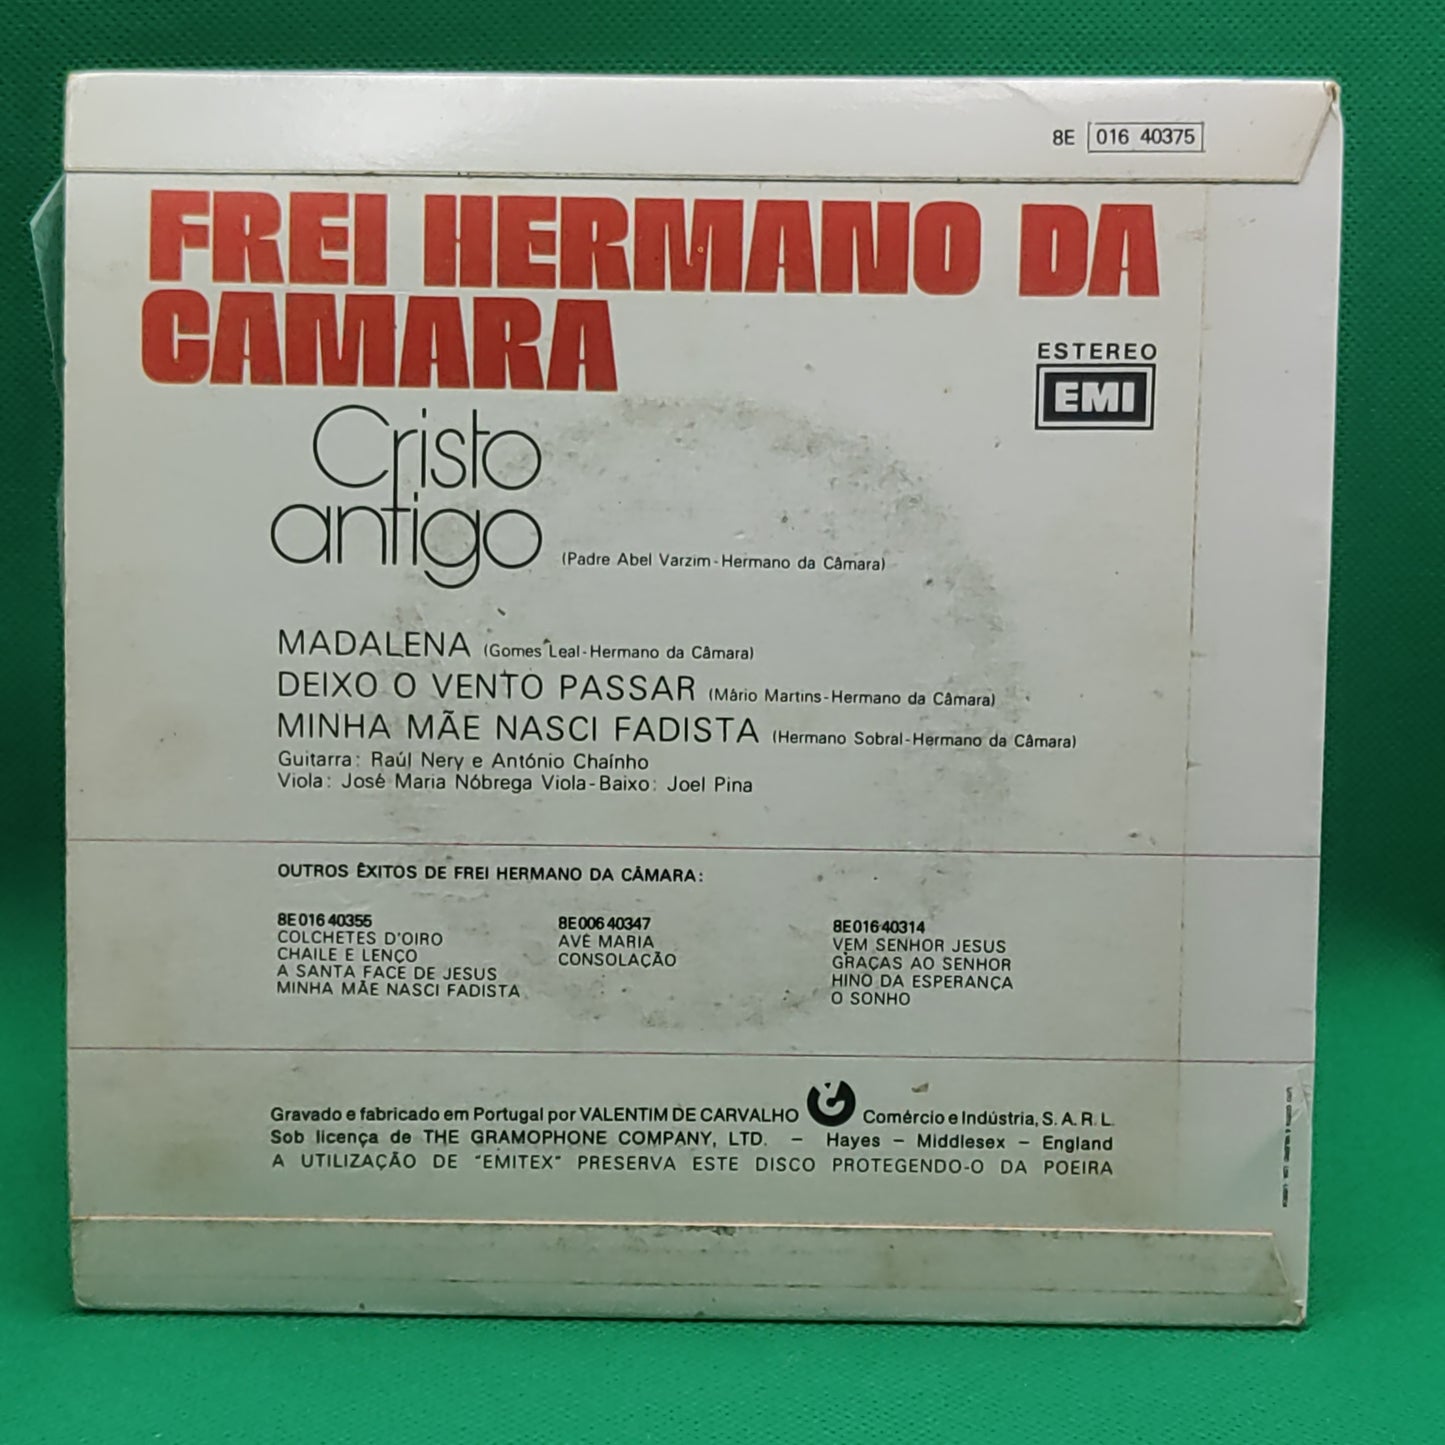 8E 016 40375
FREI HERMANO DA
CAMARA
ESTEREO
EMI
Cristo
antigo (Padre Abel Varzim-Hermano da Câmara)
MADALENA (Gomes Leal-Hermano da Câmara)
DEIXO O VENTO PASSAR (Mário Martins-Hermano da Câmara)
MINHA MÃE NASCI FADISTA (Hermano Sobral-Hermano da Câmara)
Guitarra: Raúl Nery e António Chaínho
Viola: José Maria Nóbrega Viola-Baixo: Joel Pina
OUTROS ÊXITOS DE FREI HERMANO DA CÂMARA:
8E 016 40355
COLCHETES D'OIRO
CHAILE E LENÇO
A SANTA FACE DE JESUS
MINHA MÃE NASCI FADISTA
8E 006 40347
AVÉ MARIA
CONSOLAÇÃO
8E 016 40314
VEM SENHOR JESUS
GRAÇAS AO SENHOR
HINO DA ESPERANÇA
O SONHO
Gravado e fabricado em Portugal por VALENTIM DE CARVALHO Comércio e Indústria, S.A.R.L.
Sob licença de THE GRAMOPHONE COMPANY, LTD. – Hayes – Middlesex – England
A UTILIZAÇÃO DE "EMITEX" PRESERVA ESTE DISCO PROTEGENDO-O DA POEIRA